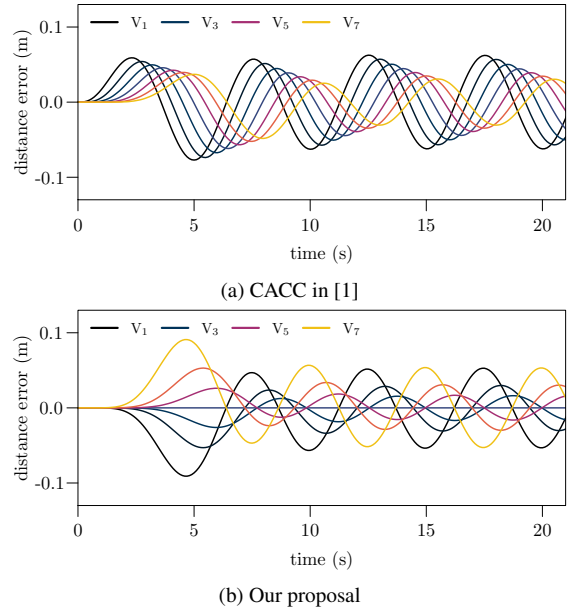 0.1
V1 V3 V5 V7
distance error (m)
0.0
-0.1
0 5 10 15 20
time (s)
(a) CACC in [1]
0.1
V1 V3 V5 V7
distance error (m)
0.0
-0.1
0 5 10 15 20
time (s)
(b) Our proposal